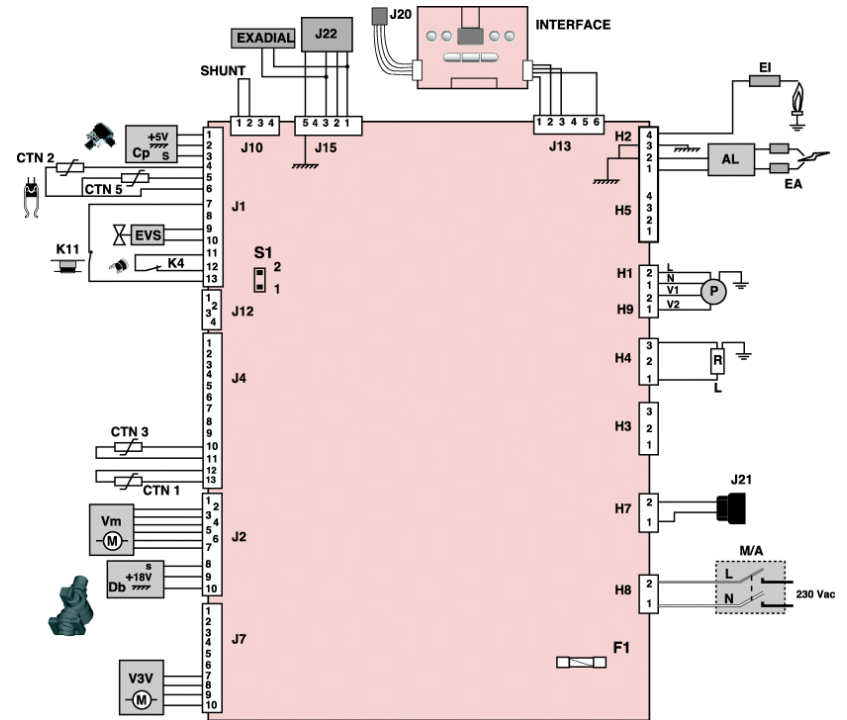 J20
INTERFACE
EXADIAL
J22
SHUNT
1 2 3 4
J10
5 4 3 2 1
J15
1 2 3 4 5 6
J13
EI
H2
4
3
2
1
AL
EA
4
3
2
1
H5
+5V
Cp S
CTN 2
CTN 5
1
2
3
4
5
6
7
8
9
10
11
12
13
J1
EVS
K11
K4
S1
2
1
1
2
3
4
J12
H1
2
1
2
1
H9
L
N
V1
V2
P
1
2
3
4
5
6
7
8
9
10
11
12
13
J4
H4
3
2
1
R
L
H3
3
2
1
CTN 3
CTN 1
1
2
3
4
5
6
7
8
9
10
J2
Vm
M
S
+18V
Db
H7
2
1
J21
M/A
H8
2
1
L
N
230 Vac
1
2
3
4
5
6
7
8
9
10
J7
V3V
M
F1